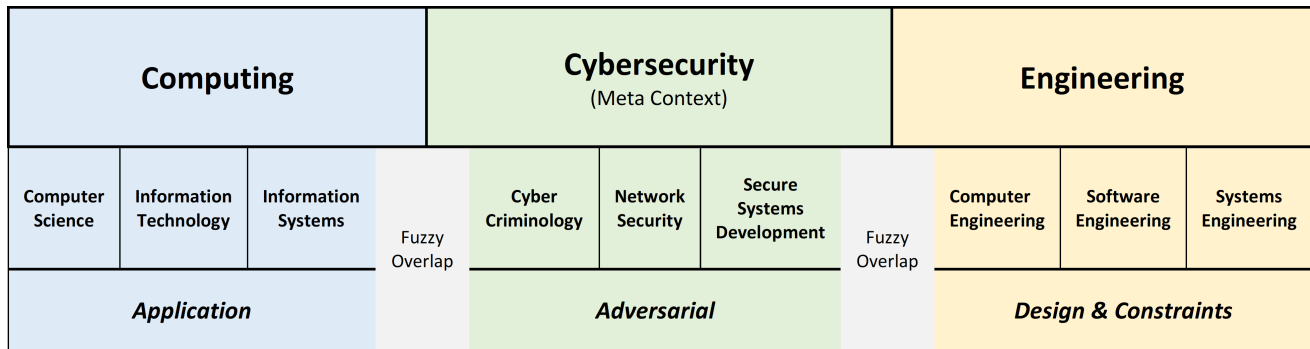 Computing
Cybersecurity
(Meta Context)
Engineering
Computer
Science
Information
Technology
Information
Systems
Fuzzy
Overlap
Cyber
Criminology
Network
Security
Secure
Systems
Development
Fuzzy
Overlap
Computer
Engineering
Software
Engineering
Systems
Engineering
Application
Adversarial
Design & Constraints